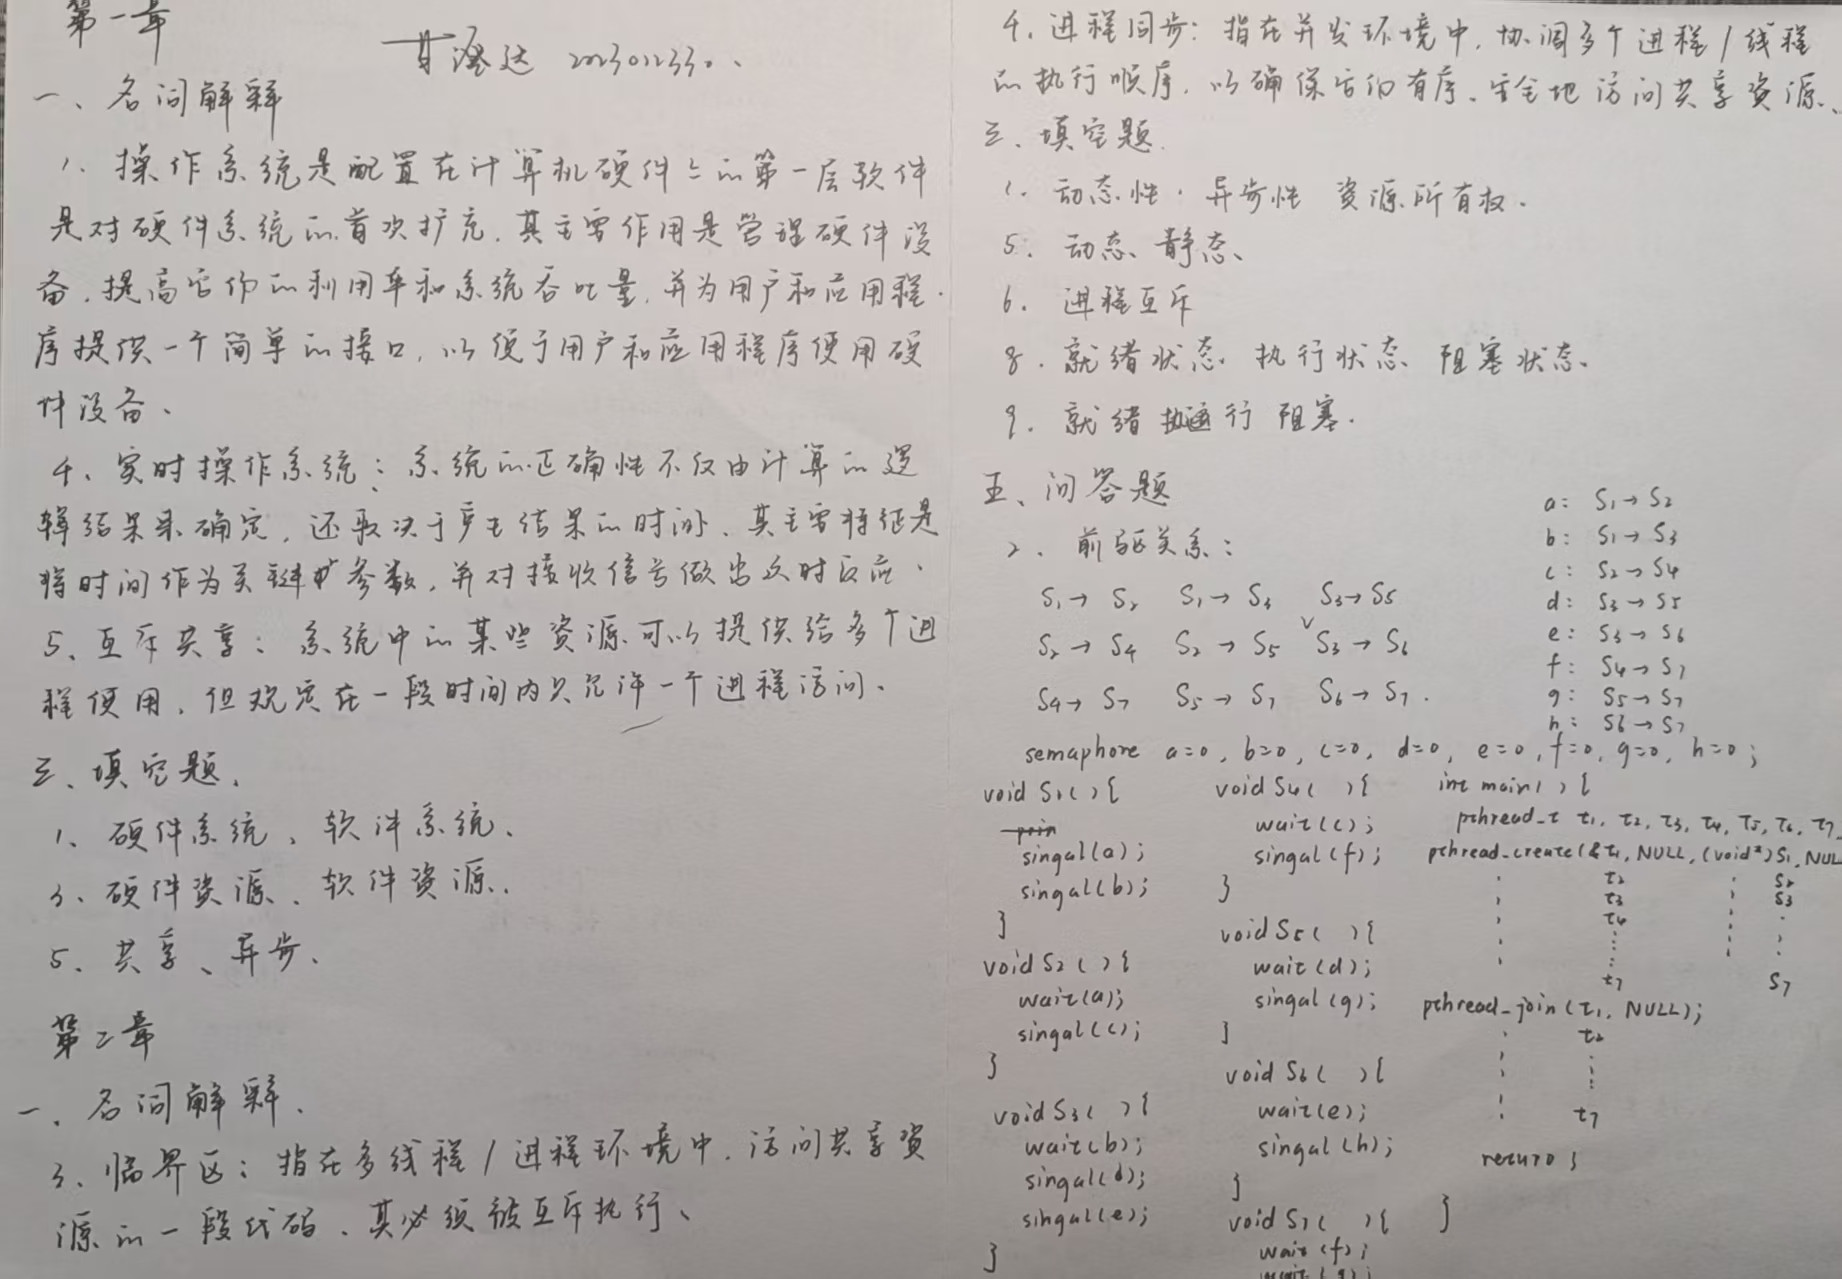 第一章
甘澄达 2023012330、
一、名词解释
1、操作系统是配置在计算机硬件上的第一层软件
是对硬件系统的首次扩充,其主要作用是管理硬件设
备,提高它们的利用率和系统吞吐量,并为用户和应用程
序提供一个简单的接口,以便于用户和应用程序使用硬
件设备、
4、实时操作系统:系统的正确性不仅由计算的逻
辑结果来确定,还取决于产生结果的时间、其主要特征是
将时间作为关键参数,并对接收信号做出及时反应.
5、互斥共享:系统中的某些资源可以提供给多个进
程使用,但规定在一段时间内只允许一个进程访问、
三、填空题、
1、硬件系统、软件系统、
3、硬件资源、软件资源、
5、共享、异步、
第二章
一、名词解释、
3、临界区:指在多线程/进程环境中,访问共享资
源的一段代码、其必须被互斥执行、
4、进程同步:指在并发环境中,协调多个进程/线程
的执行顺序,以确保它们有序、安全地访问共享资源、
三、填空题.
1、动态性、异步性 资源所有权.
5、动态、静态、
6、进程互斥
8、就绪状态 执行状态 阻塞状态、
9、就绪 运行 阻塞.
五、问答题
2、前驱关系:
S1→S2 S1→S3 S3→S5
S2→S4 S2→S5 S3→S6
S4→S7 S5→S7 S6→S7.
a: S1→S2
b: S1→S3
c: S2→S4
d: S3→S5
e: S3→S6
f: S4→S7
g: S5→S7
h: S6→S7
semaphore a=0, b=0, c=0, d=0, e=0, f=0, g=0, h=0;
void S1(){
singal(a);
singal(b);
}
void S2(){
wait(a);
singal(c);
}
void S3( ){
wait(b);
singal(d);
singal(e);
}
void S4( ){
wait(c);
singal(f);
}
void S5( ){
wait(d);
singal(g);
}
void S6( ){
wait(e);
singal(h);
}
void S7( ){
wait(f);
wait(g);
int main( ){
pthread_t t1, t2, t3, t4, t5, t6, t7
pthread_create(&t1, NULL, (void*)S1, NUL
t2 S2
t3 S3
t4
t7 S7
pthread_join(t1, NULL);
t2
t7
return;
}